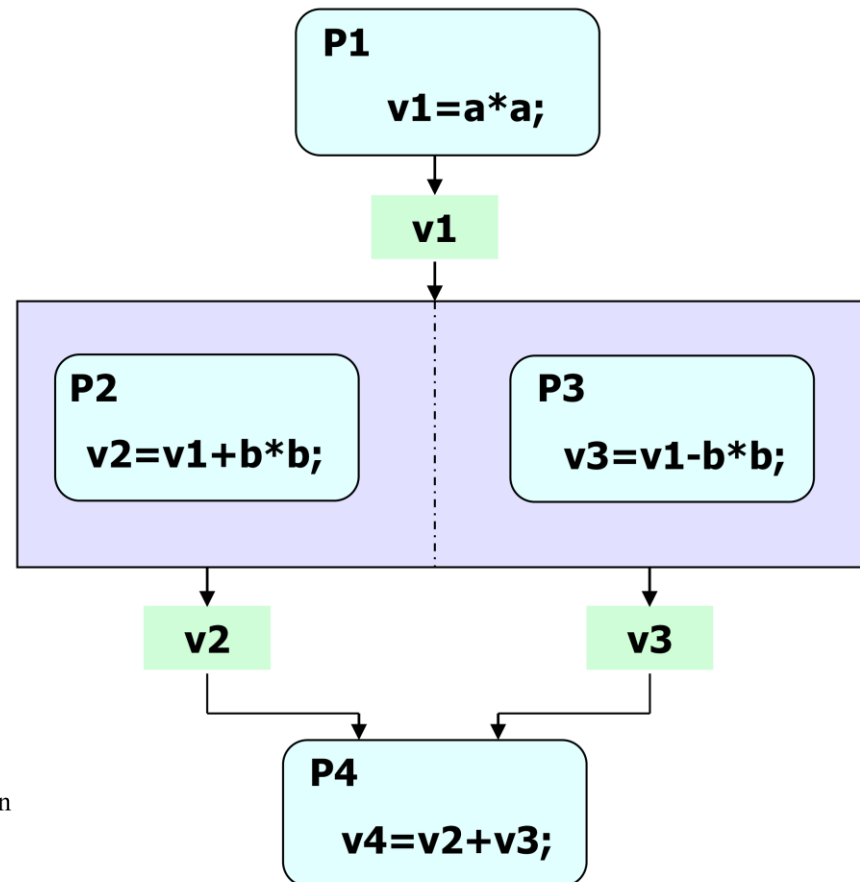 P1
v1=a*a;
v1
P2
v2=v1+b*b;
P3
v3=v1-b*b;
v2
v3
P4
v4=v2+v3;
n